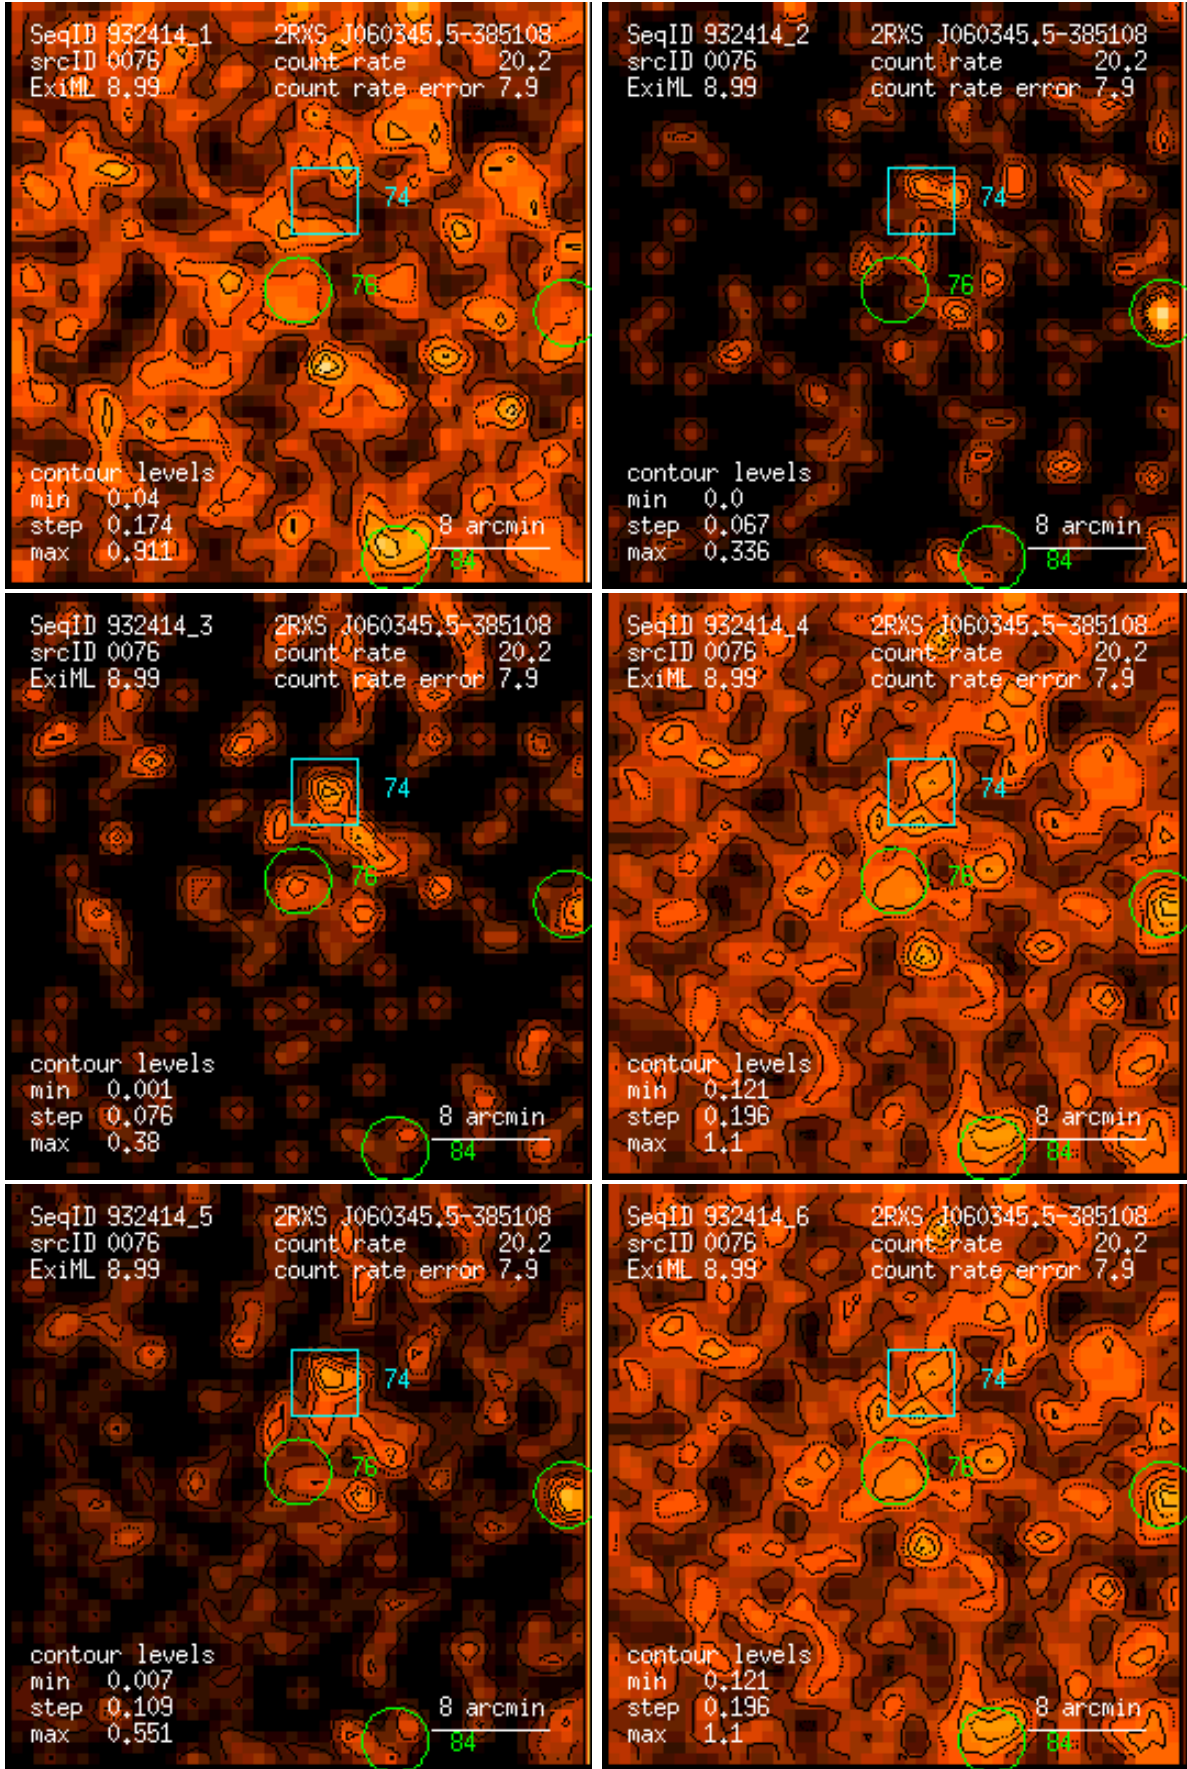 SeqID 932414_1 2RXS J060345.5-385108
srcID 0076 count rate 20.2
ExiML 8.99 count rate error 7.9
74
76
contour levels
min 0.04
step 0.174 8 arcmin
max 0.911 84
SeqID 932414_2 2RXS J060345.5-385108
srcID 0076 count rate 20.2
ExiML 8.99 count rate error 7.9
74
76
contour levels
min 0.0
step 0.067 8 arcmin
max 0.336 84
SeqID 932414_3 2RXS J060345.5-385108
srcID 0076 count rate 20.2
ExiML 8.99 count rate error 7.9
74
76
contour levels
min 0.001
step 0.076 8 arcmin
max 0.38 84
SeqID 932414_4 2RXS J060345.5-385108
srcID 0076 count rate 20.2
ExiML 8.99 count rate error 7.9
74
76
contour levels
min 0.121
step 0.196 8 arcmin
max 1.1 84
SeqID 932414_5 2RXS J060345.5-385108
srcID 0076 count rate 20.2
ExiML 8.99 count rate error 7.9
74
76
contour levels
min 0.007
step 0.109 8 arcmin
max 0.551 84
SeqID 932414_6 2RXS J060345.5-385108
srcID 0076 count rate 20.2
ExiML 8.99 count rate error 7.9
74
76
contour levels
min 0.121
step 0.196 8 arcmin
max 1.1 84